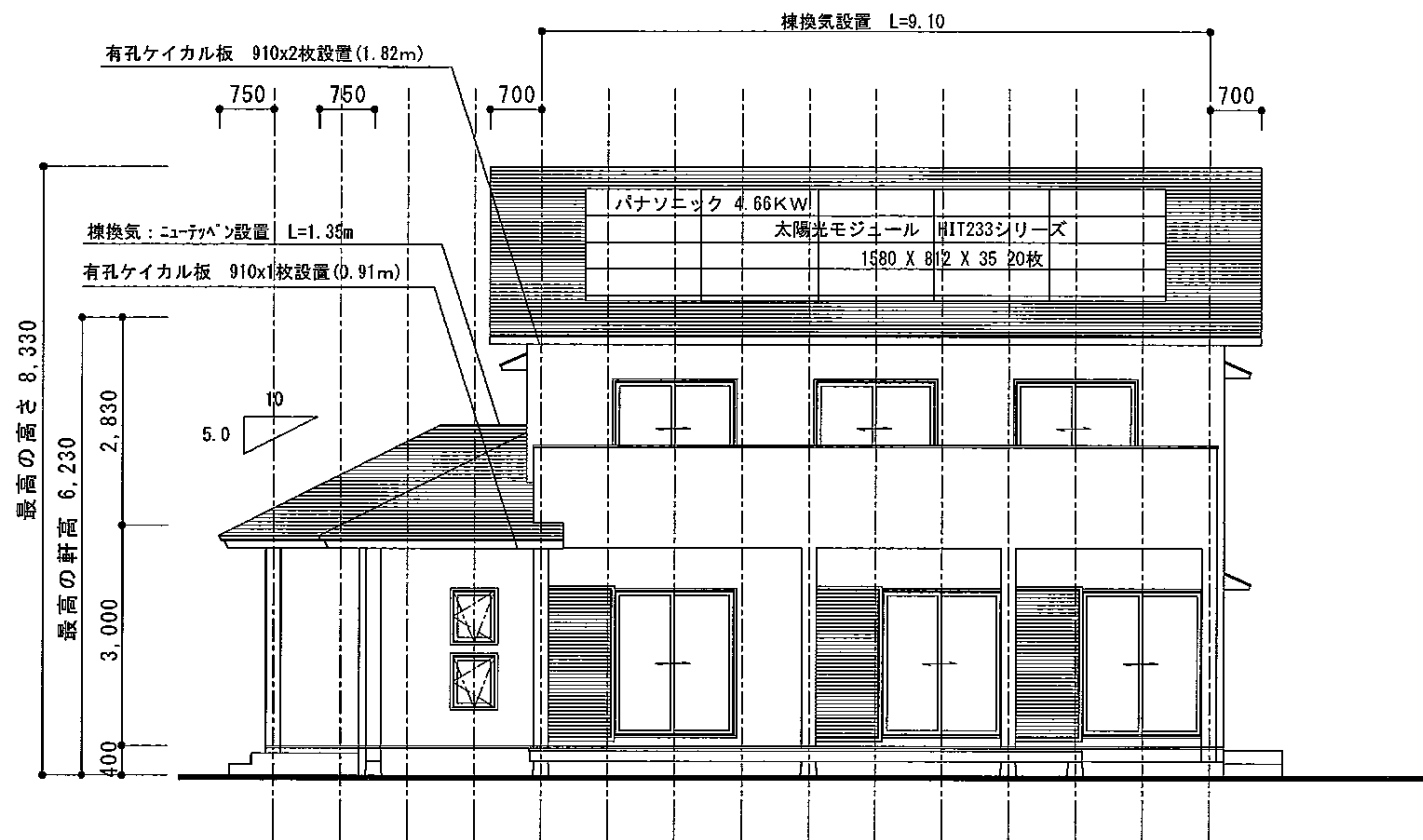 棟換気設置 L=9.10
有孔ケイカル板 910x2枚設置(1.82m)
750
750
700
700
パナソニック 4.66KW
太陽光モジュール HIT233シリーズ
1580 X 812 X 35 20枚
棟換気:ニューテッペン設置 L=1.35m
有孔ケイカル板 910x1枚設置(0.91m)
最高の高さ 8,330
最高の軒高 6,230
2,830
3,000
400
10
5.0